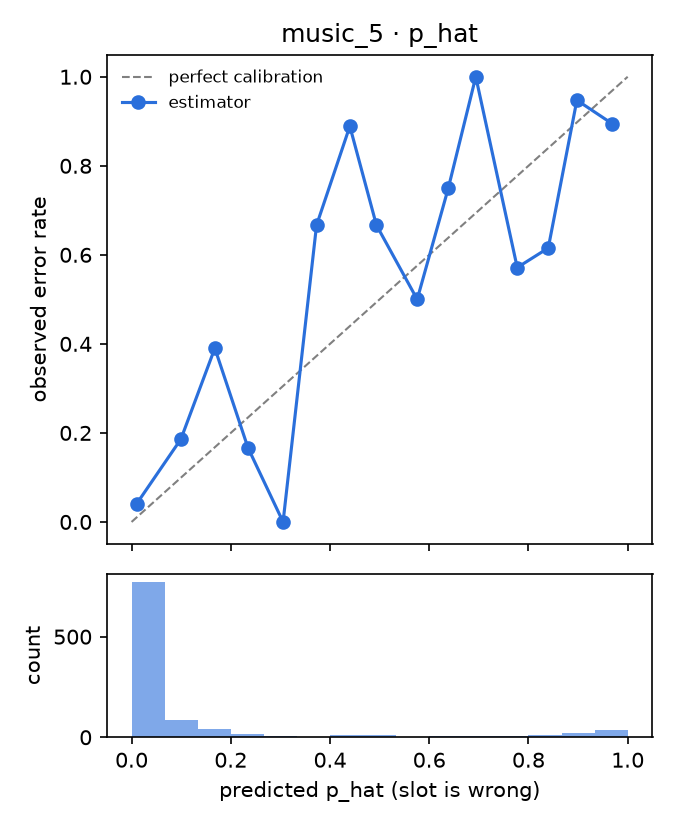 music_5 · p_hat
perfect calibration
estimator
1.0
0.8
0.6
0.4
0.2
0.0
observed error rate
500
0
count
0.0 0.2 0.4 0.6 0.8 1.0
predicted p_hat (slot is wrong)